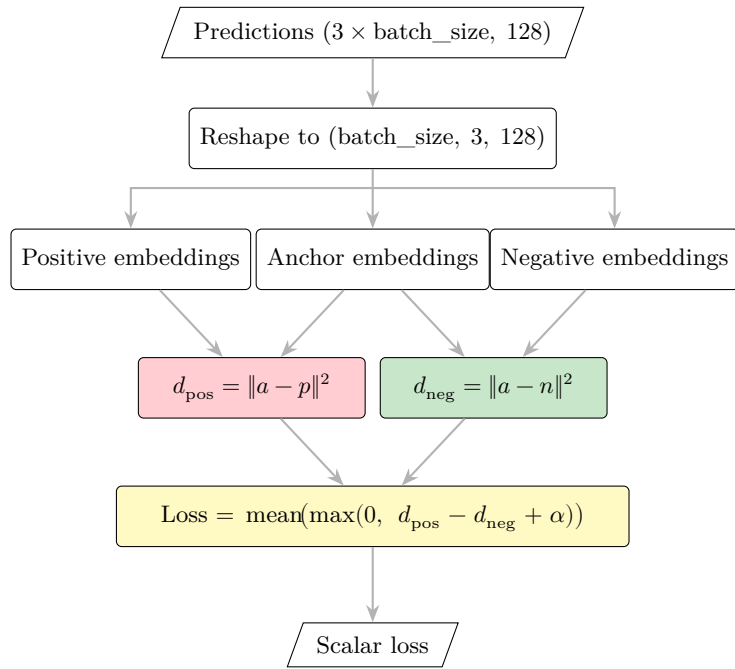 Predictions (3 × batch_size, 128)
Reshape to (batch_size, 3, 128)
Positive embeddings
Anchor embeddings
Negative embeddings
d_pos = ‖a − p‖²
d_neg = ‖a − n‖²
Loss = mean(max(0, d_pos − d_neg + α))
Scalar loss